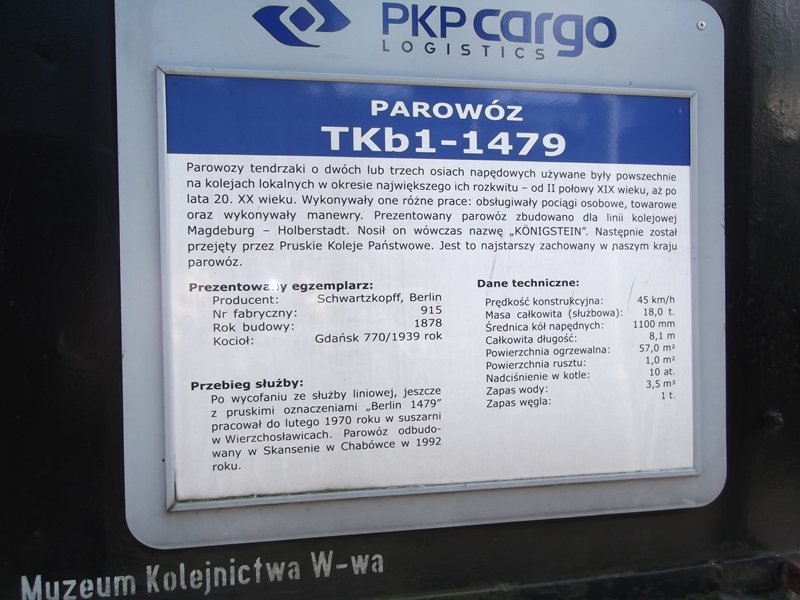 PKP cargo
LOGISTICS
PAROWÓZ
TKb1-1479
Parowozy tendrzaki o dwóch lub trzech osiach napędowych używane były powszechnie
na kolejach lokalnych w okresie największego ich rozkwitu – od II połowy XIX wieku, aż po
lata 20. XX wieku. Wykonywały one różne prace: obsługiwały pociągi osobowe, towarowe
oraz wykonywały manewry. Prezentowany parowóz zbudowano dla linii kolejowej
Magdeburg – Holberstadt. Nosił on wówczas nazwę „KÖNIGSTEIN”. Następnie został
przejęty przez Pruskie Koleje Państwowe. Jest to najstarszy zachowany w naszym kraju
parowóz.
Prezentowany egzemplarz:
Producent: Schwartzkopff, Berlin
Nr fabryczny: 915
Rok budowy: 1878
Kocioł: Gdańsk 770/1939 rok
Przebieg służby:
Po wycofaniu ze służby liniowej, jeszcze
z pruskimi oznaczeniami „Berlin 1479”
pracował do lutego 1970 roku w suszarni
w Wierzchosławicach. Parowóz odbudo-
wany w Skansenie w Chabówce w 1992
roku.
Dane techniczne:
Prędkość konstrukcyjna: 45 km/h
Masa całkowita (służbowa): 18,0 t.
Średnica kół napędnych: 1100 mm
Całkowita długość: 8,1 m
Powierzchnia ogrzewalna: 57,0 m²
Powierzchnia rusztu: 1,0 m²
Nadciśnienie w kotle: 10 at.
Zapas wody: 3,5 m³
Zapas węgla: 1 t.
Muzeum Kolejnictwa W-wa